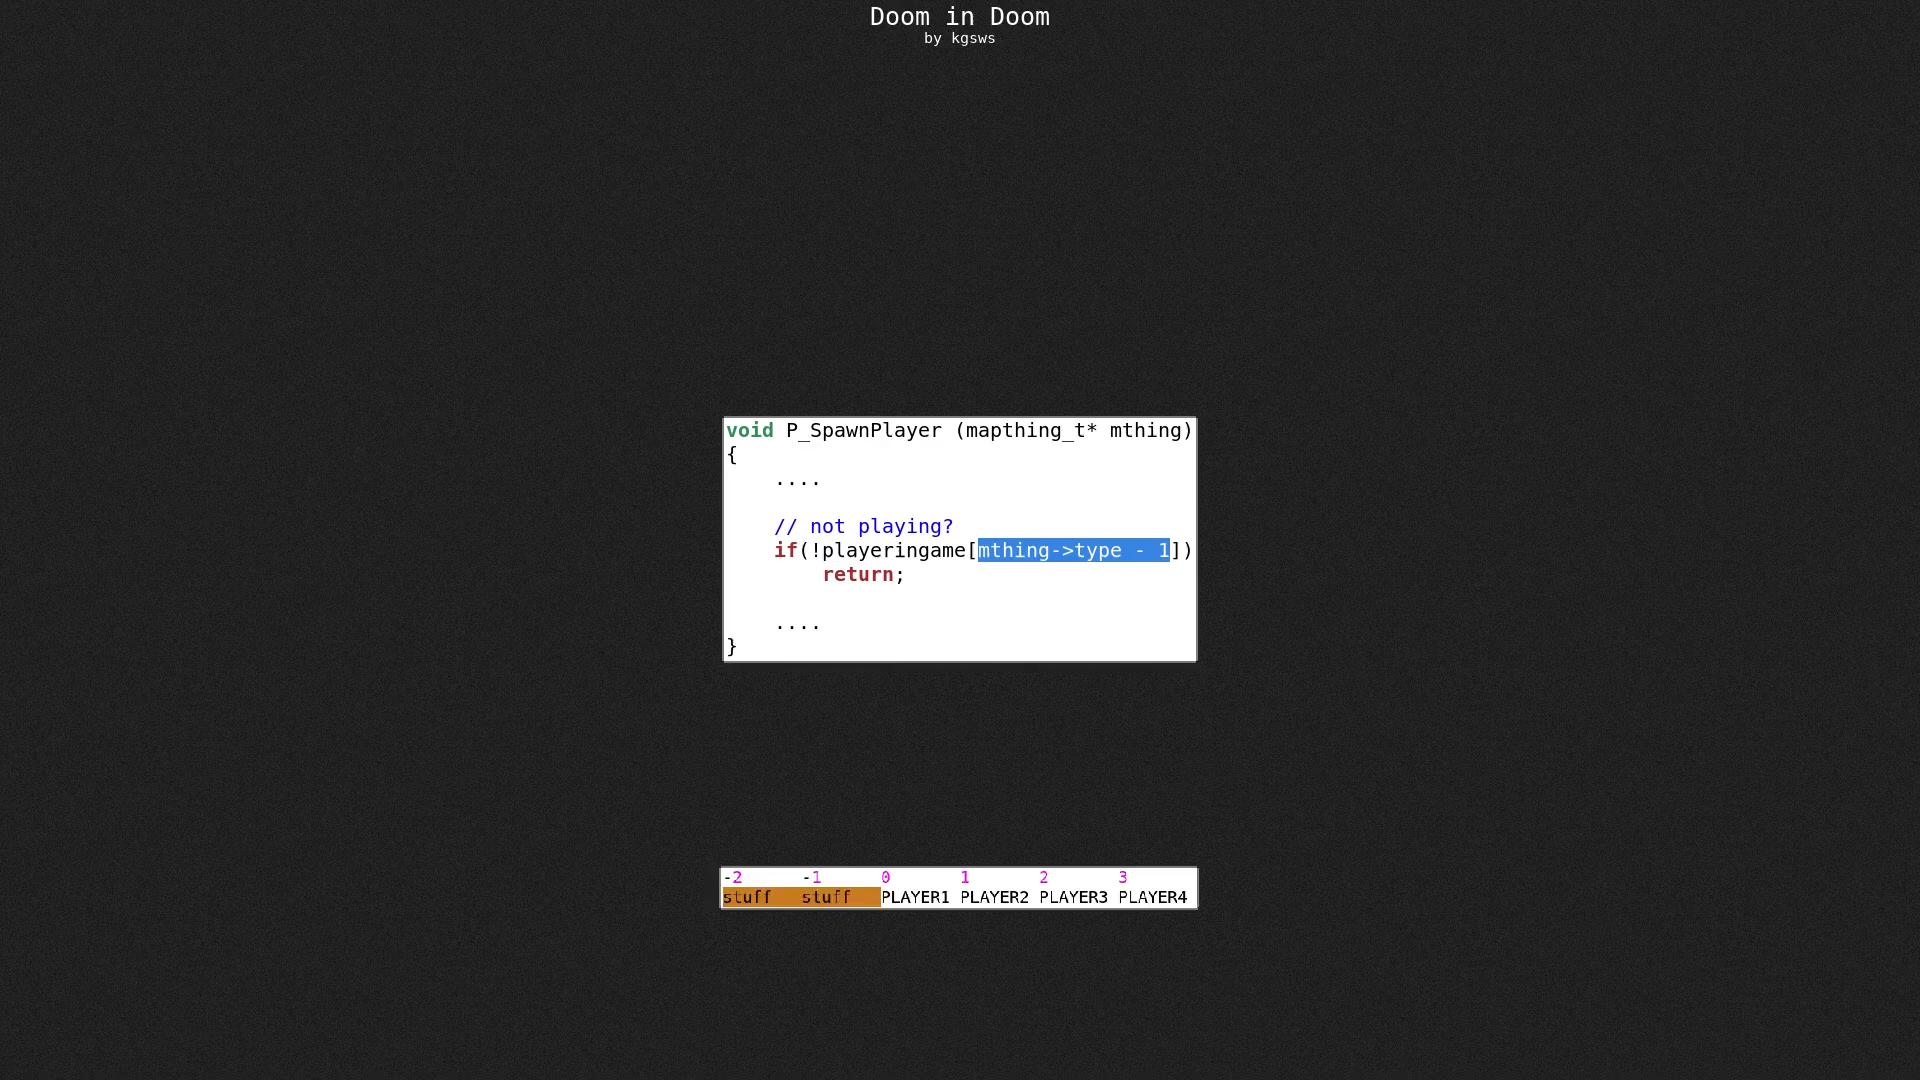 Doom in Doom
by kgsws
void P_SpawnPlayer (mapthing_t* mthing)
{
    ....
    // not playing?
    if(!playeringame[mthing->type - 1])
        return;
    ....
}
-2 -1 0 1 2 3
stuff stuff PLAYER1 PLAYER2 PLAYER3 PLAYER4